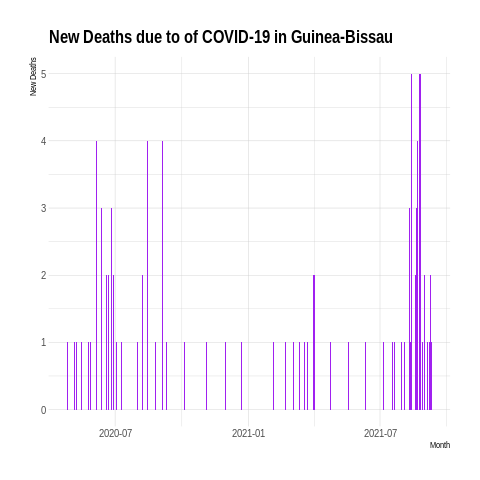 New Deaths due to of COVID-19 in Guinea-Bissau
New Deaths
5
4
3
2
1
0
2020-07 2021-01 2021-07
Month